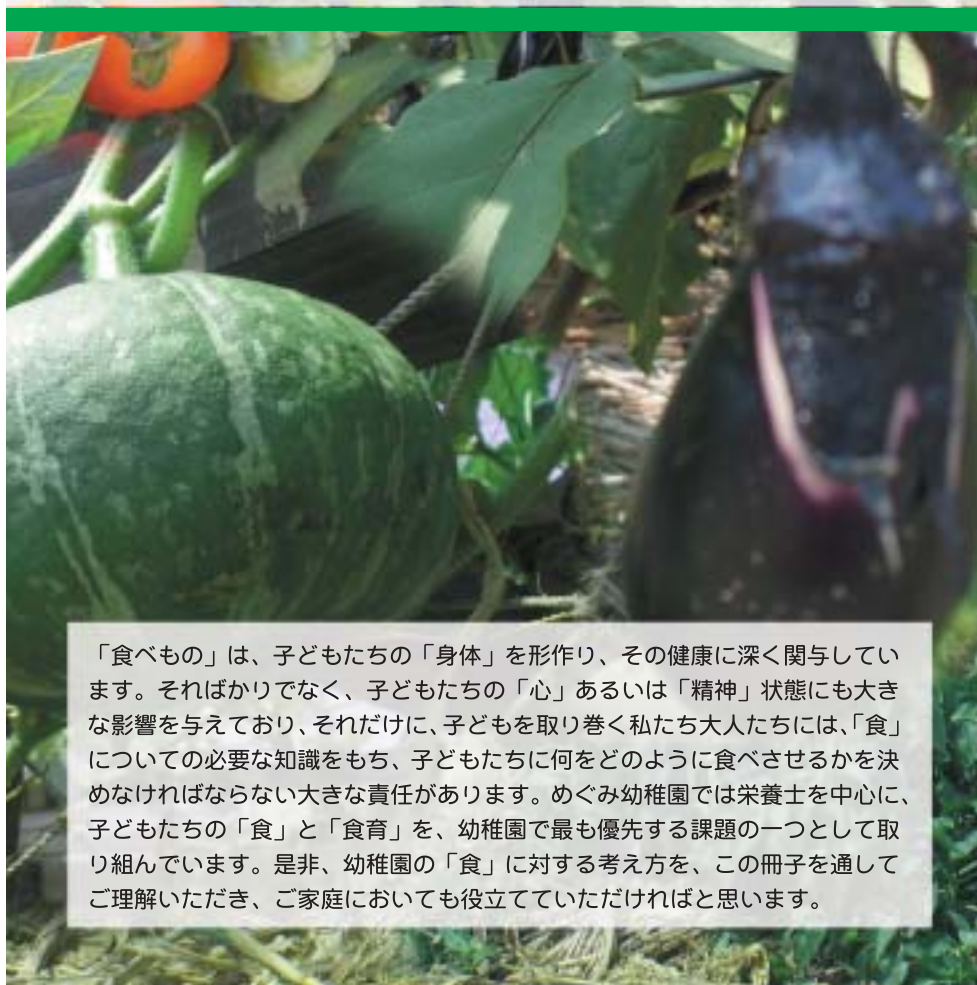 「食べもの」は、子どもたちの「身体」を形作り、その健康に深く関与してい
ます。そればかりでなく、子どもたちの「心」あるいは「精神」状態にも大き
な影響を与えており、それだけに、子どもを取り巻く私たち大人たちには、「食」
についての必要な知識をもち、子どもたちに何をどのように食べさせるかを決
めなければならない大きな責任があります。めぐみ幼稚園では栄養士を中心に、
子どもたちの「食」と「食育」を、幼稚園で最も優先する課題の一つとして取
り組んでいます。是非、幼稚園の「食」に対する考え方を、この冊子を通して
ご理解いただき、ご家庭においても役立てていただければと思います。